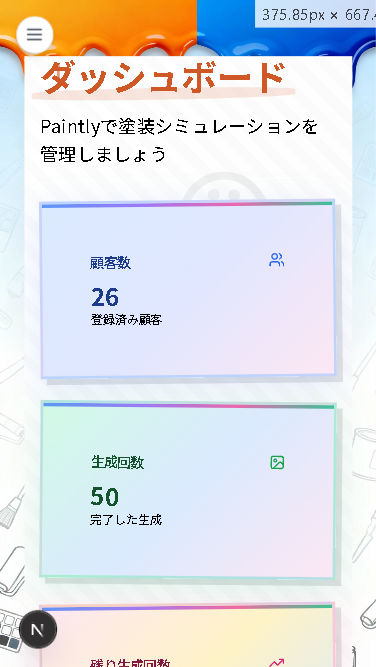 375.85px × 667.4
ダッシュボード
Paintlyで塗装シミュレーションを
管理しましょう
顧客数
26
登録済み顧客
生成回数
50
完了した生成
残り生成回数
N